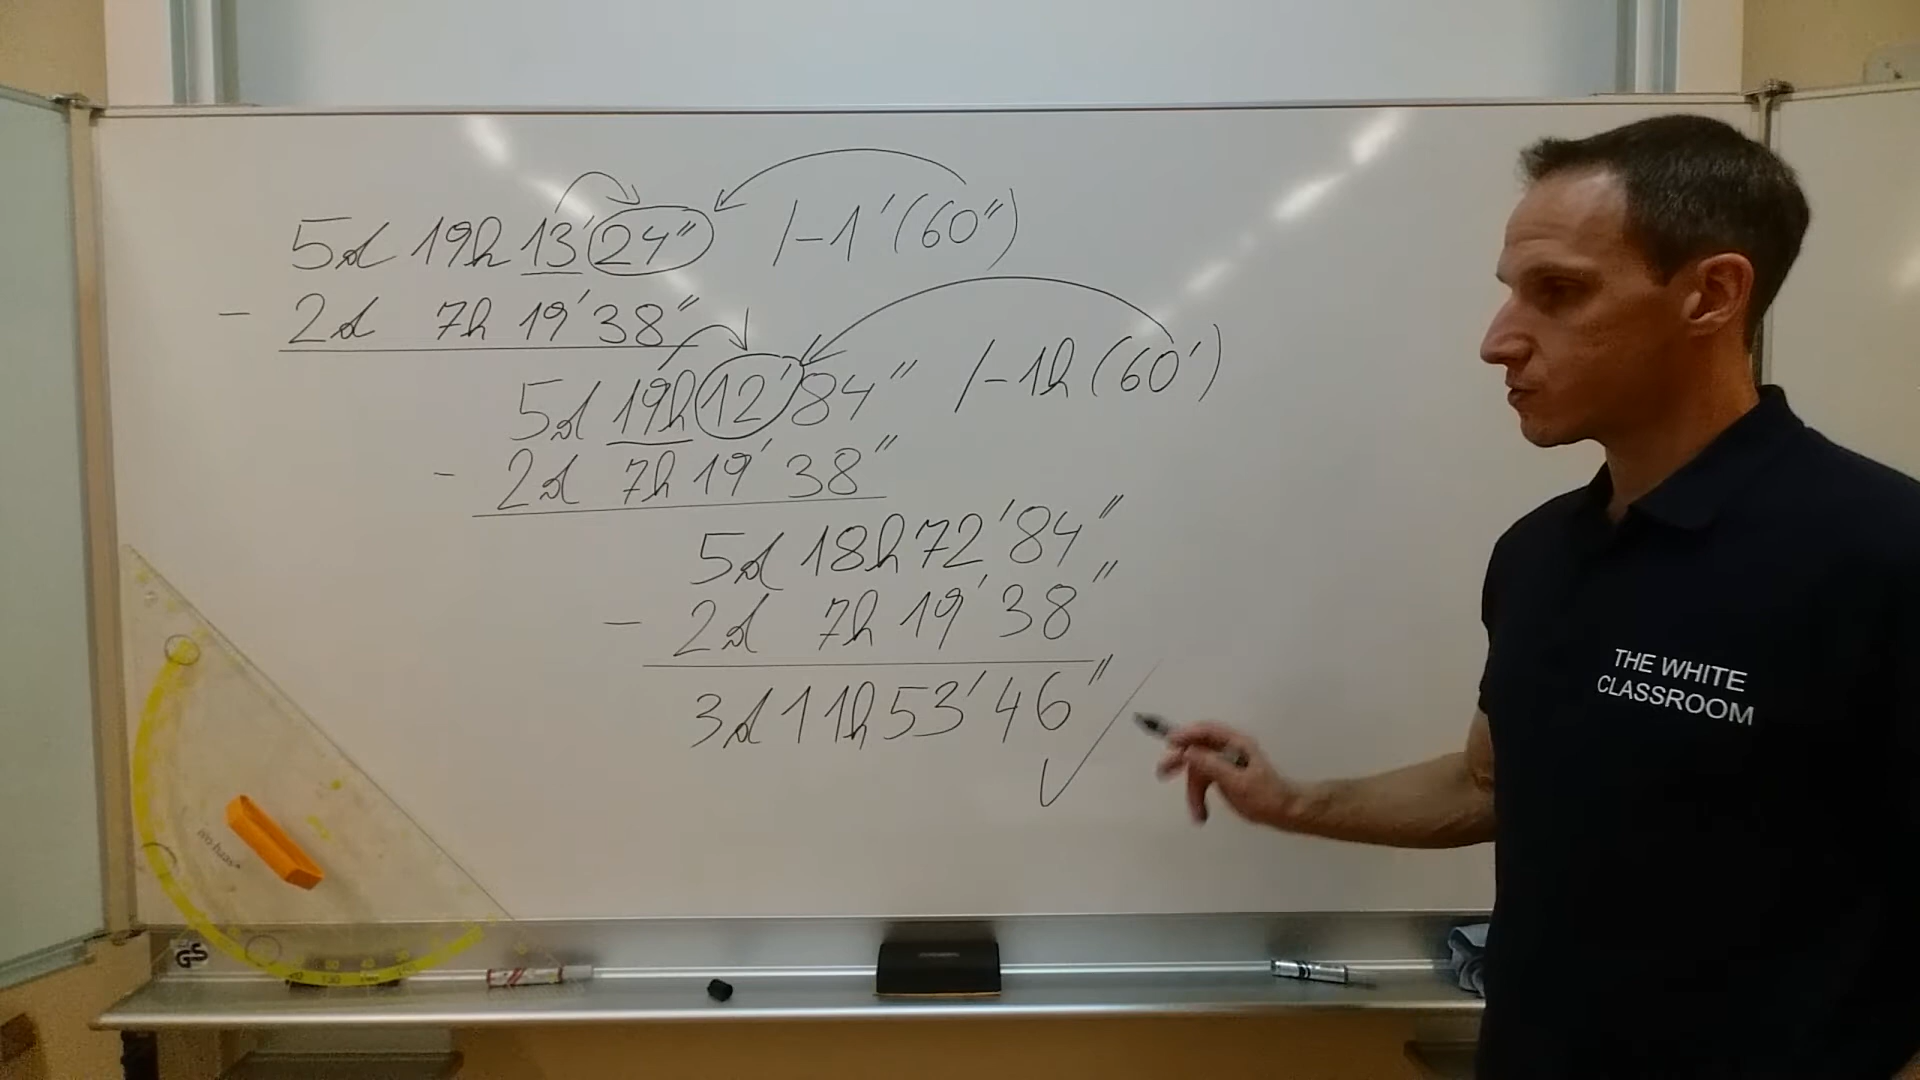 5d 19h 13' 24" /-1' (60")
- 2d 7h 19' 38"
5d 19h 12' 84" /-1h (60')
- 2d 7h 19' 38"
5d 18h 72' 84"
- 2d 7h 19' 38"
3d 11h 53' 46"
THE WHITE
CLASSROOM
GS